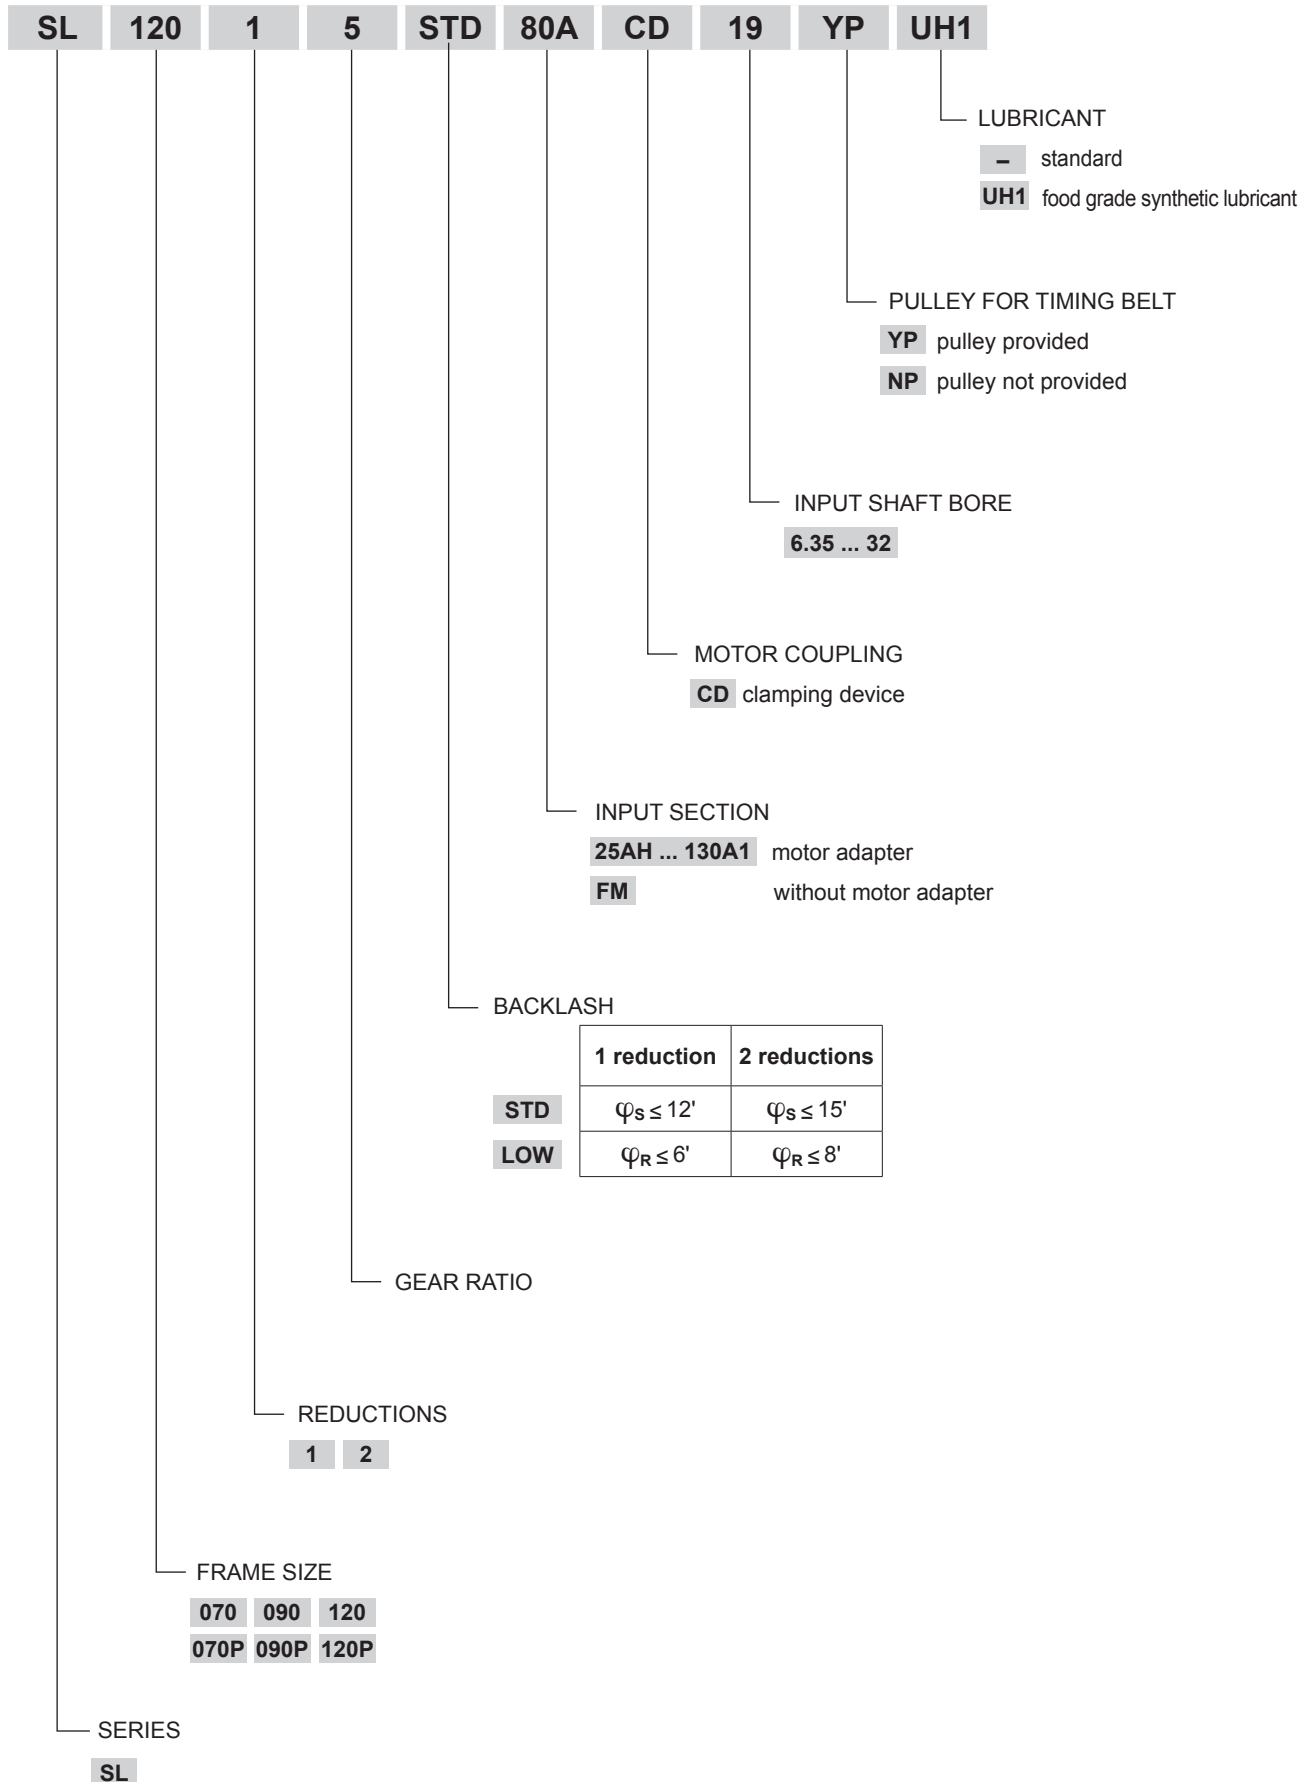 SL 120 1 5 STD 80A CD 19 YP UH1
LUBRICANT
– standard
UH1 food grade synthetic lubricant
PULLEY FOR TIMING BELT
YP pulley provided
NP pulley not provided
INPUT SHAFT BORE
6.35 ... 32
MOTOR COUPLING
CD clamping device
INPUT SECTION
25AH ... 130A1 motor adapter
FM without motor adapter
BACKLASH
1 reduction 2 reductions
STD φS ≤ 12' φS ≤ 15'
LOW φR ≤ 6' φR ≤ 8'
GEAR RATIO
REDUCTIONS
1 2
FRAME SIZE
070 090 120
070P 090P 120P
SERIES
SL